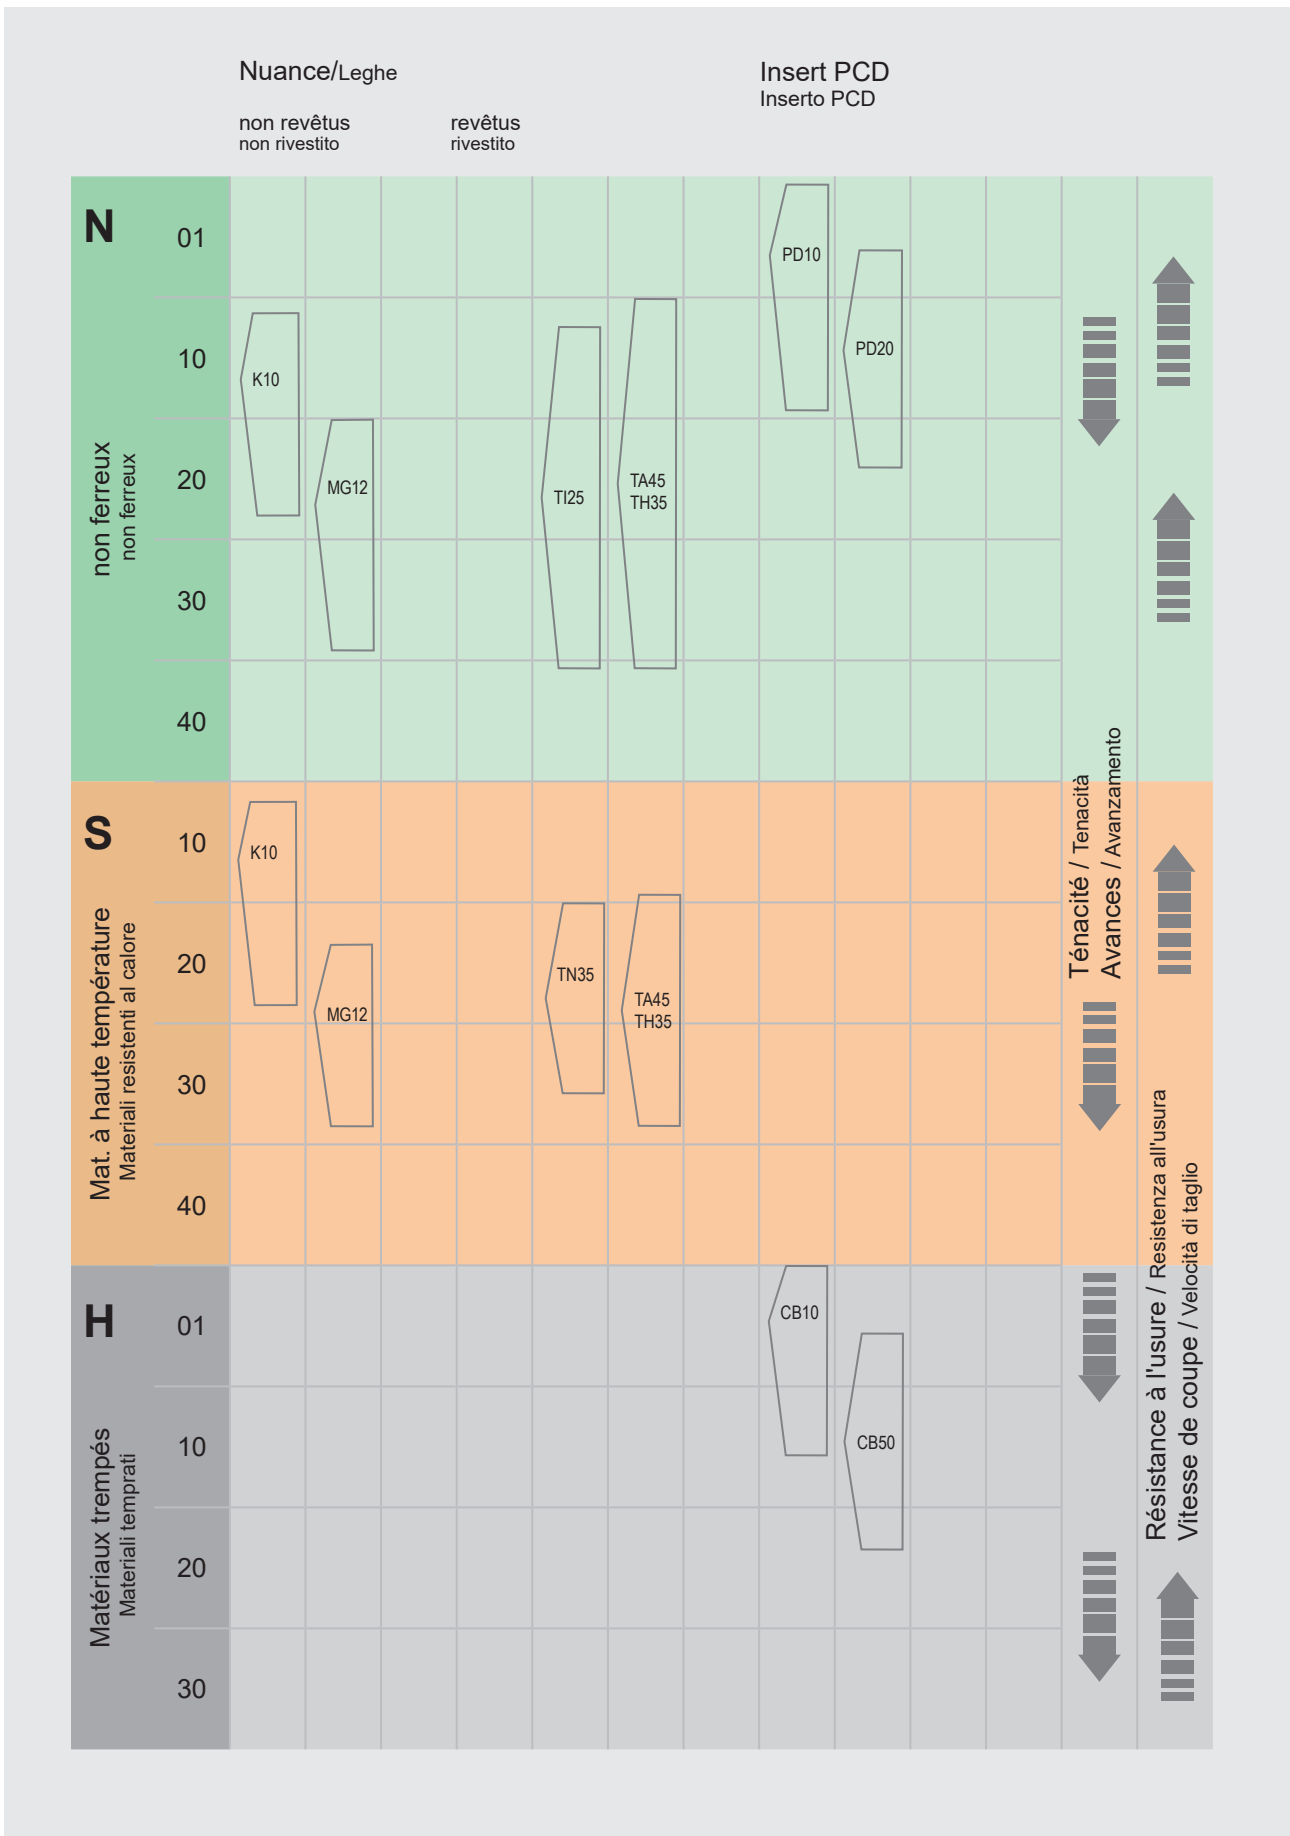 Nuance/Leghe
Insert PCD
Inserto PCD
non revêtus
non rivestito
revêtus
rivestito
N
non ferreux
non ferreux
01
10
20
30
40
K10
MG12
TI25
TA45
TH35
PD10
PD20
S
Mat. à haute température
Materiali resistenti al calore
10
20
30
40
K10
MG12
TN35
TA45
TH35
H
Matériaux trempés
Materiali temprati
01
10
20
30
CB10
CB50
Ténacité / Tenacità
Avances / Avanzamento
Résistance à l'usure / Resistenza all'usura
Vitesse de coupe / Velocità di taglio